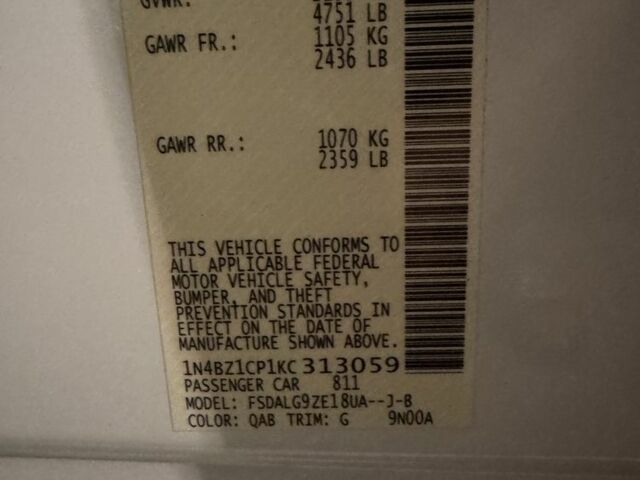 GVWR:
4751 LB
GAWR FR.: 1105 KG
2436 LB
GAWR RR.: 1070 KG
2359 LB
THIS VEHICLE CONFORMS TO
ALL APPLICABLE FEDERAL
MOTOR VEHICLE SAFETY,
BUMPER, AND THEFT
PREVENTION STANDARDS IN
EFFECT ON THE DATE OF
MANUFACTURE SHOWN ABOVE.
1N4BZ1CP1KC313059
PASSENGER CAR 811
MODEL: FSDALG9ZE18UA--J-B
COLOR: QAB TRIM: G 9N00A